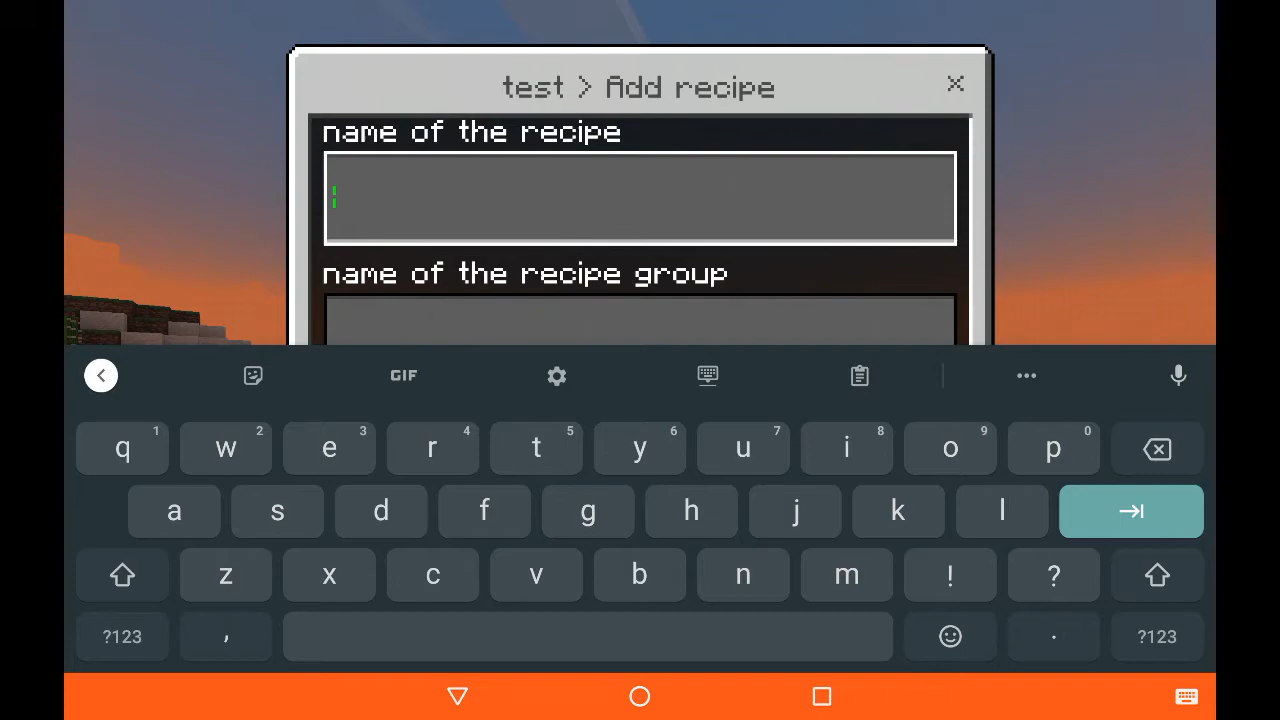 test > Add recipe
name of the recipe
name of the recipe group
GIF
q 1 w 2 e 3 r 4 t 5 y 6 u 7 i 8 o 9 p 0
a s d f g h j k l
z x c v b n m ! ?
?123 , . ?123